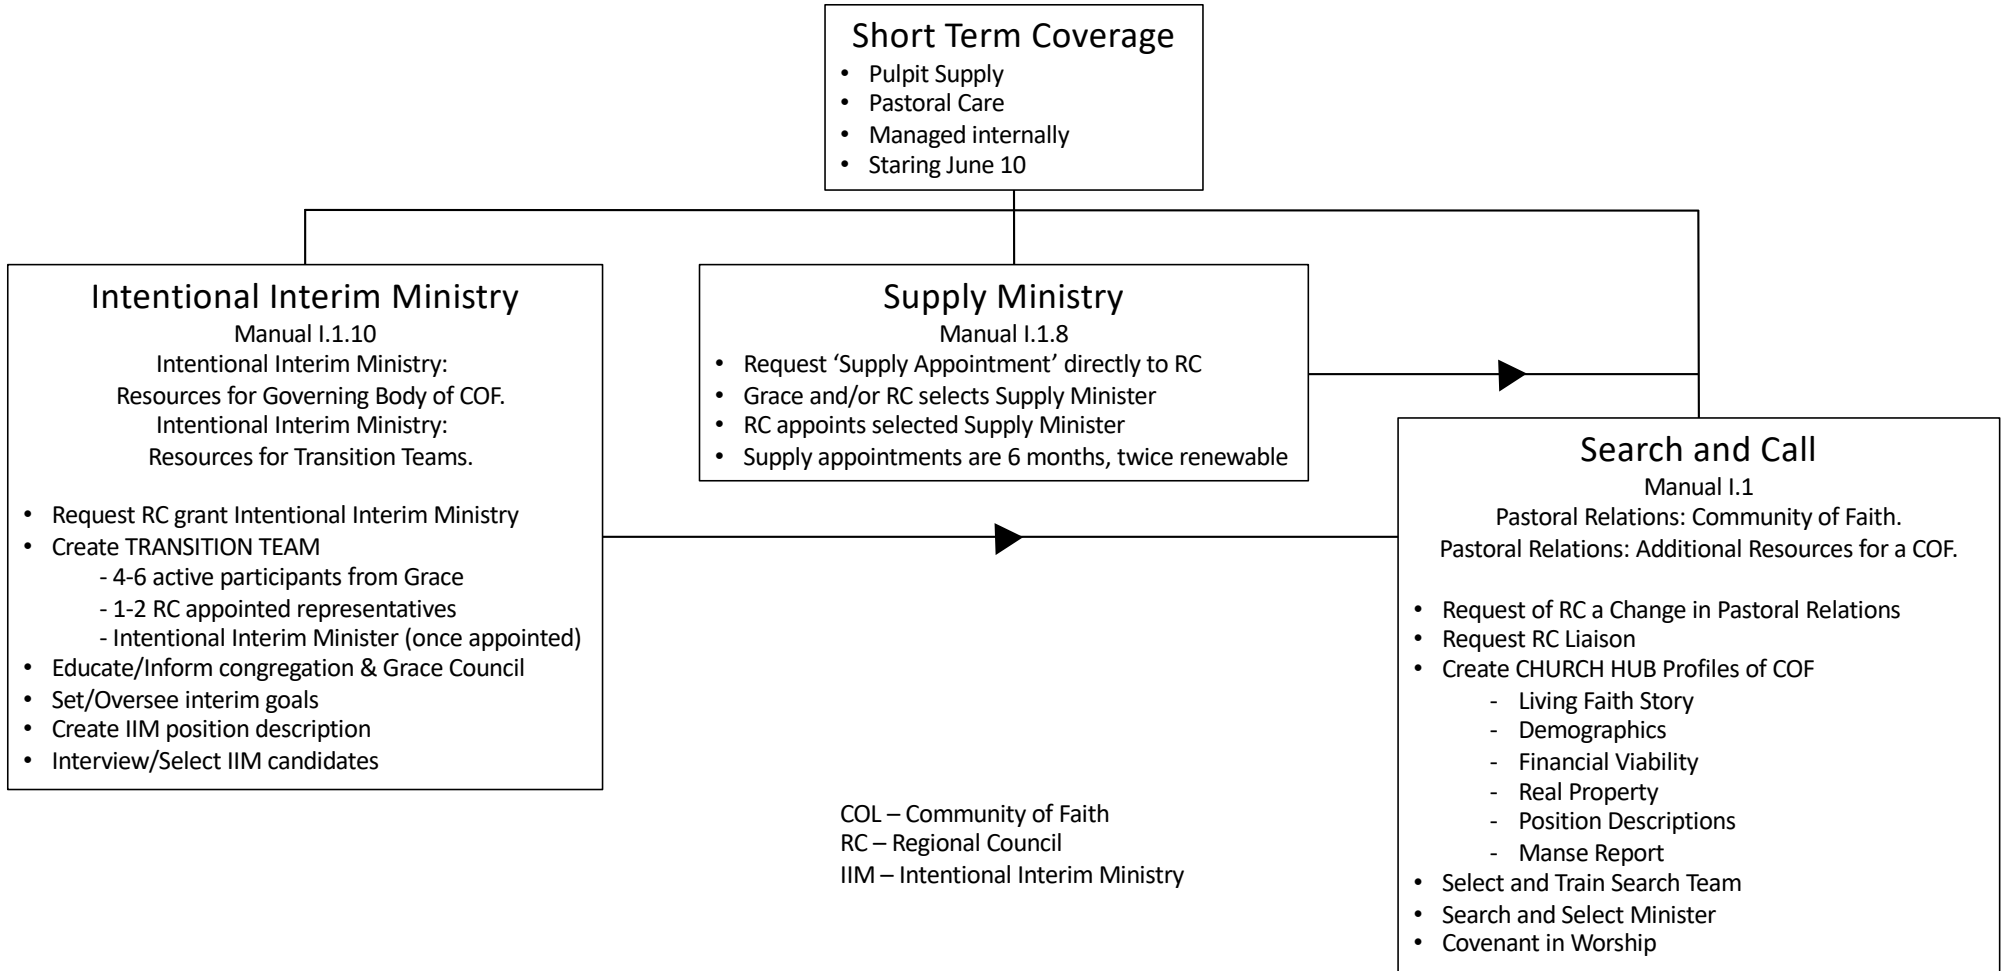 Short Term Coverage
• Pulpit Supply
• Pastoral Care
• Managed internally
• Staring June 10
Intentional Interim Ministry
Manual I.1.10
Intentional Interim Ministry:
Resources for Governing Body of COF.
Intentional Interim Ministry:
Resources for Transition Teams.
• Request RC grant Intentional Interim Ministry
• Create TRANSITION TEAM
- 4-6 active participants from Grace
- 1-2 RC appointed representatives
- Intentional Interim Minister (once appointed)
• Educate/Inform congregation & Grace Council
• Set/Oversee interim goals
• Create IIM position description
• Interview/Select IIM candidates
Supply Ministry
Manual I.1.8
• Request ‘Supply Appointment’ directly to RC
• Grace and/or RC selects Supply Minister
• RC appoints selected Supply Minister
• Supply appointments are 6 months, twice renewable
Search and Call
Manual I.1
Pastoral Relations: Community of Faith.
Pastoral Relations: Additional Resources for a COF.
• Request of RC a Change in Pastoral Relations
• Request RC Liaison
• Create CHURCH HUB Profiles of COF
- Living Faith Story
- Demographics
- Financial Viability
- Real Property
- Position Descriptions
- Manse Report
• Select and Train Search Team
• Search and Select Minister
• Covenant in Worship
COL – Community of Faith
RC – Regional Council
IIM – Intentional Interim Ministry